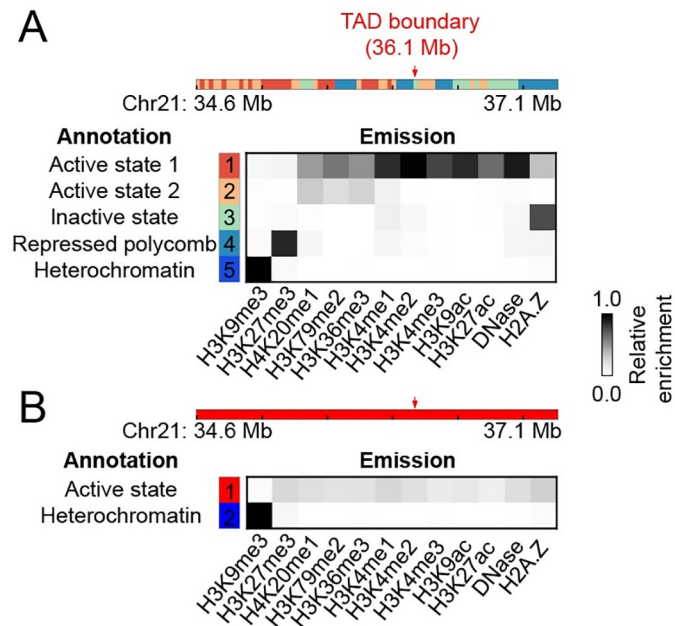 A
TAD boundary
(36.1 Mb)
Chr21: 34.6 Mb 37.1 Mb
Annotation Emission
Active state 1 1
Active state 2 2
Inactive state 3
Repressed polycomb 4
Heterochromatin 5
H3K9me3 H3K27me3 H4K20me1 H3K79me2 H3K36me3 H3K4me1 H3K4me2 H3K4me3 H3K9ac H3K27ac DNase H2A.Z
1.0
0.0
Relative
enrichment
B
Chr21: 34.6 Mb 37.1 Mb
Annotation Emission
Active state 1
Heterochromatin 2
H3K9me3 H3K27me3 H4K20me1 H3K79me2 H3K36me3 H3K4me1 H3K4me2 H3K4me3 H3K9ac H3K27ac DNase H2A.Z